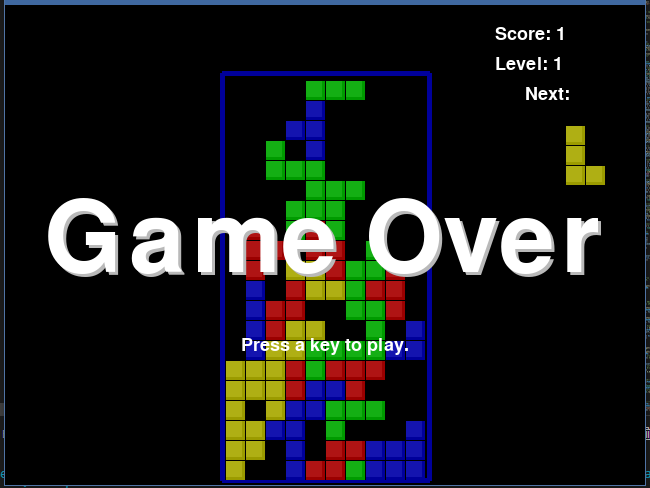 Score: 1
Level: 1
Next:
Game Over
Press a key to play.